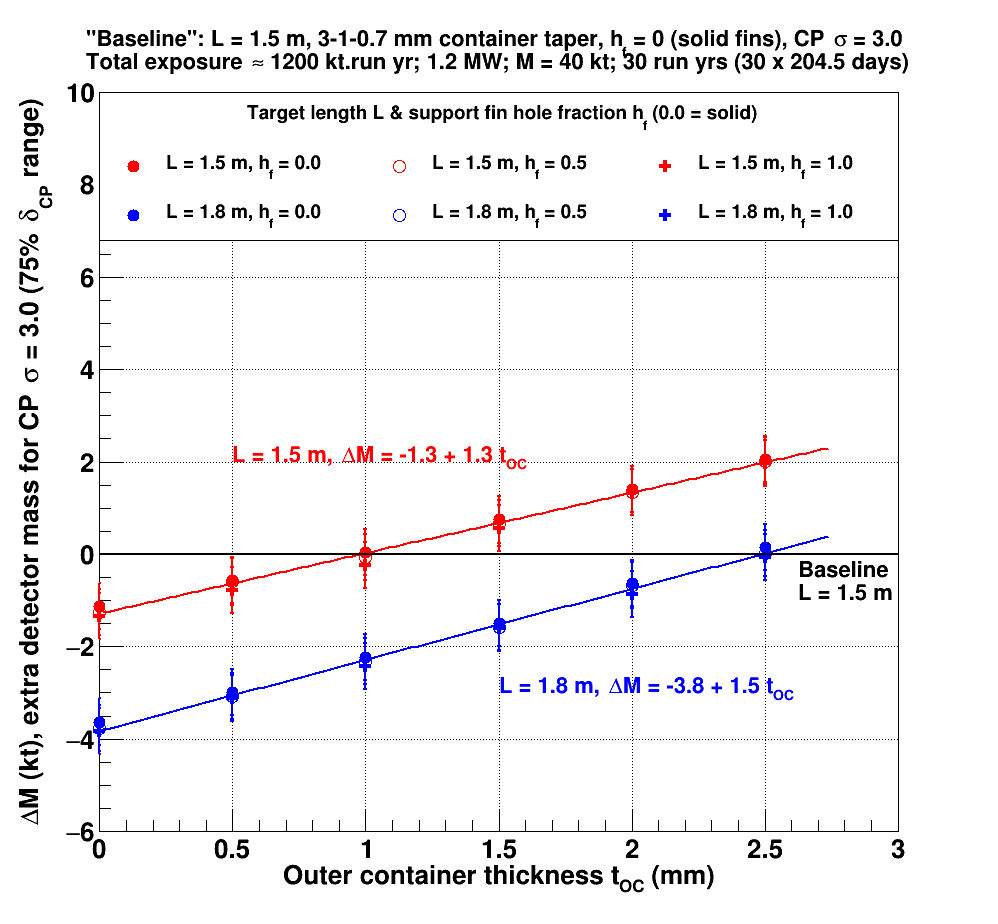 "Baseline": L = 1.5 m, 3-1-0.7 mm container taper, h_f = 0 (solid fins), CP σ = 3.0
Total exposure ≈ 1200 kt.run yr; 1.2 MW; M = 40 kt; 30 run yrs (30 x 204.5 days)
Target length L & support fin hole fraction h_f (0.0 = solid)
L = 1.5 m, h_f = 0.0
L = 1.5 m, h_f = 0.5
L = 1.5 m, h_f = 1.0
L = 1.8 m, h_f = 0.0
L = 1.8 m, h_f = 0.5
L = 1.8 m, h_f = 1.0
ΔM (kt), extra detector mass for CP σ = 3.0 (75% δ_CP range)
10
8
6
4
2
0
−2
−4
−6
L = 1.5 m, ΔM = -1.3 + 1.3 t_OC
Baseline
L = 1.5 m
L = 1.8 m, ΔM = -3.8 + 1.5 t_OC
0
0.5
1
1.5
2
2.5
3
Outer container thickness t_OC (mm)